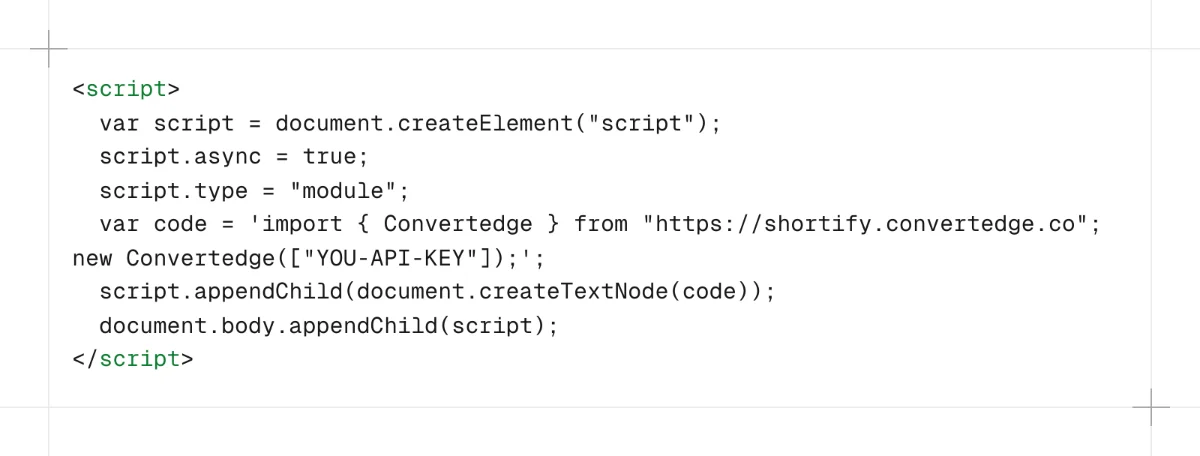 <script>
  var script = document.createElement("script");
  script.async = true;
  script.type = "module";
  var code = 'import { Convertedge } from "https://shortify.convertedge.co";
new Convertedge(["YOU-API-KEY"]);';
  script.appendChild(document.createTextNode(code));
  document.body.appendChild(script);
</script>